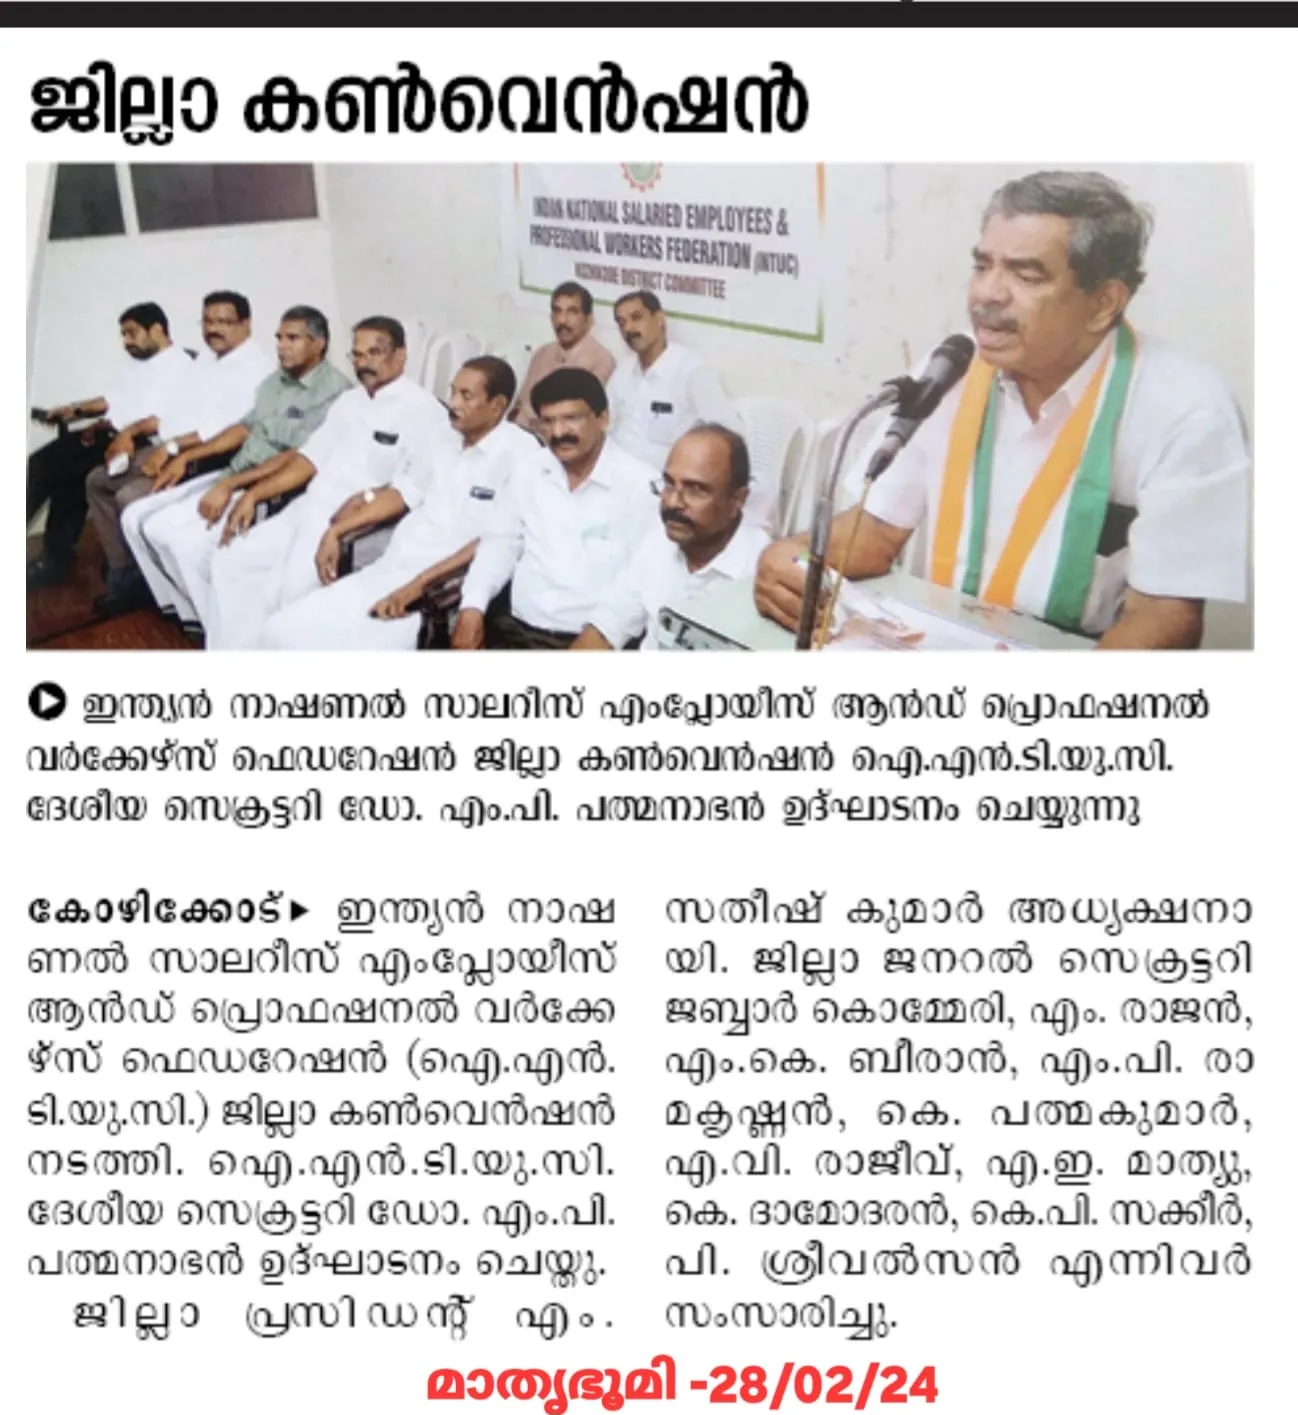 ജില്ലാ കൺവെൻഷൻ
INDIAN NATIONAL SALARIED EMPLOYEES &
PROFESSIONAL WORKERS FEDERATION (INTUC)
KOZHIKODE DISTRICT COMMITTEE
ഇന്ത്യൻ നാഷണൽ സാലറീസ് എംപ്ലോയീസ് ആൻഡ് പ്രൊഫഷനൽ
വർക്കേഴ്സ് ഫെഡറേഷൻ ജില്ലാ കൺവെൻഷൻ ഐ.എൻ.ടി.യു.സി.
ദേശീയ സെക്രട്ടറി ഡോ. എം.പി. പത്മനാഭൻ ഉദ്ഘാടനം ചെയ്യുന്നു
കോഴിക്കോട്▸ ഇന്ത്യൻ നാഷ
ണൽ സാലറീസ് എംപ്ലോയീസ്
ആൻഡ് പ്രൊഫഷനൽ വർക്കേ
ഴ്സ് ഫെഡറേഷൻ (ഐ.എൻ.
ടി.യു.സി.) ജില്ലാ കൺവെൻഷൻ
നടത്തി. ഐ.എൻ.ടി.യു.സി.
ദേശീയ സെക്രട്ടറി ഡോ. എം.പി.
പത്മനാഭൻ ഉദ്ഘാടനം ചെയ്തു.
ജില്ലാ പ്രസിഡന്റ് എം.
സതീഷ് കുമാർ അധ്യക്ഷനാ
യി. ജില്ലാ ജനറൽ സെക്രട്ടറി
ജബ്ബാർ കൊമ്മേരി, എം. രാജൻ,
എം.കെ. ബീരാൻ, എം.പി. രാ
മകൃഷ്ണൻ, കെ. പത്മകുമാർ,
എ.വി. രാജീവ്, എ.ഇ. മാത്യു,
കെ. ദാമോദരൻ, കെ.പി. സക്കീർ,
പി. ശ്രീവൽസൻ എന്നിവർ
സംസാരിച്ചു.
മാതൃഭൂമി -28/02/24